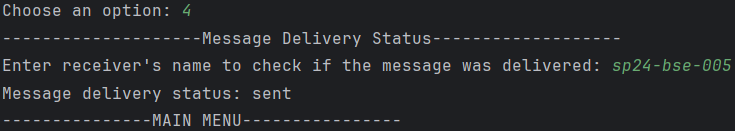 Choose an option: 4
--------------------Message Delivery Status-------------------
Enter receiver's name to check if the message was delivered: sp24-bse-005
Message delivery status: sent
---------------MAIN MENU----------------